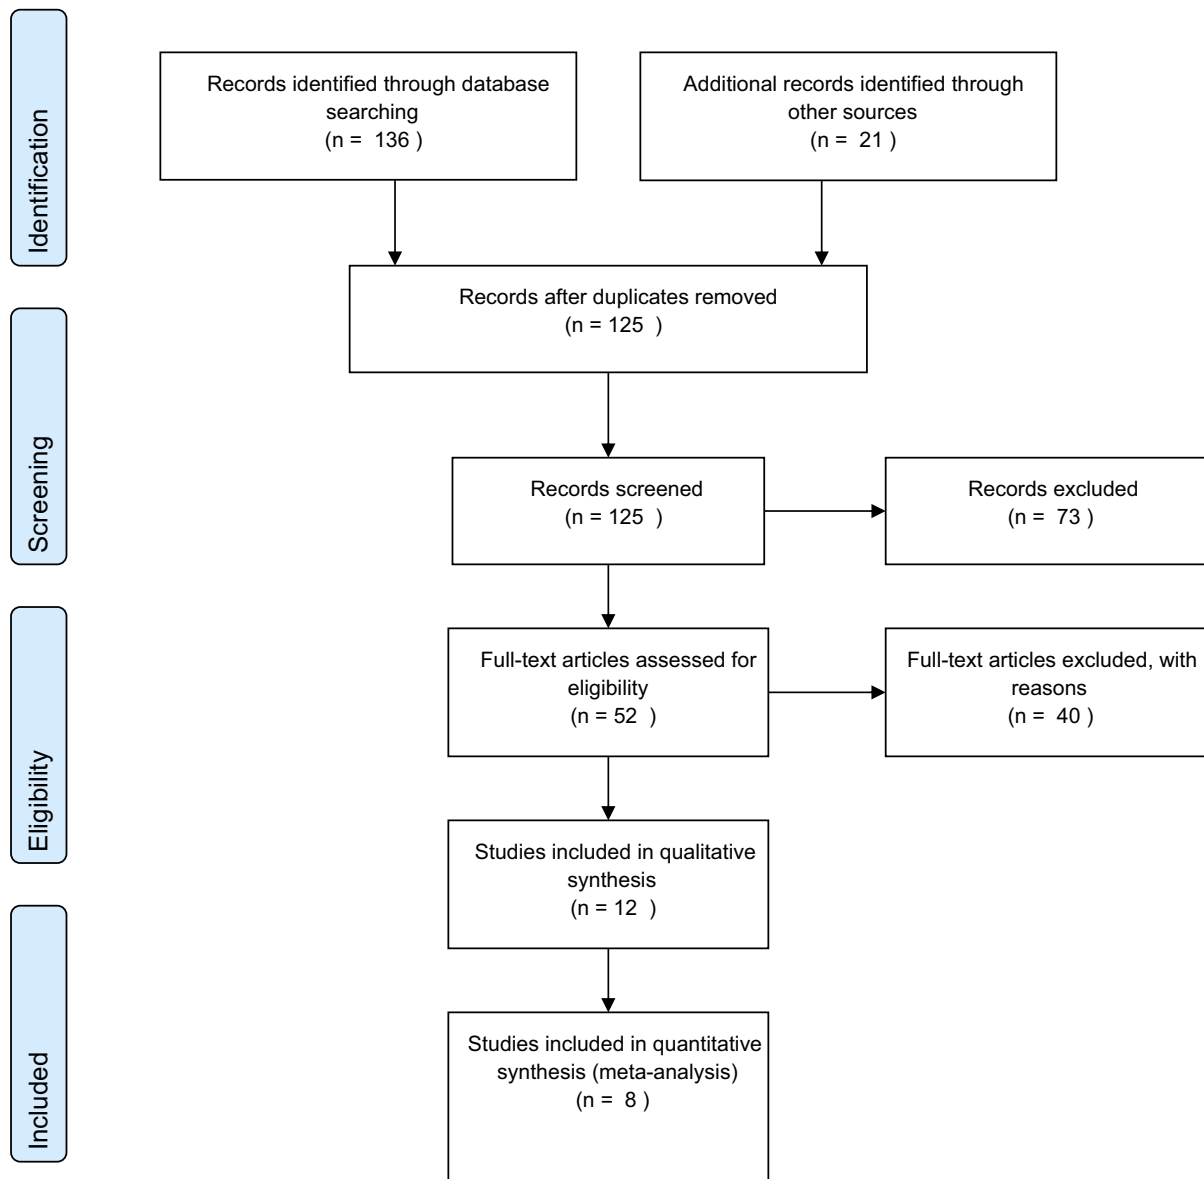 Identification
Records identified through database
searching
(n = 136 )
Additional records identified through
other sources
(n = 21 )
Records after duplicates removed
(n = 125 )
Screening
Records screened
(n = 125 )
Records excluded
(n = 73 )
Eligibility
Full-text articles assessed for
eligibility
(n = 52 )
Full-text articles excluded, with
reasons
(n = 40 )
Studies included in qualitative
synthesis
(n = 12 )
Included
Studies included in quantitative
synthesis (meta-analysis)
(n = 8 )